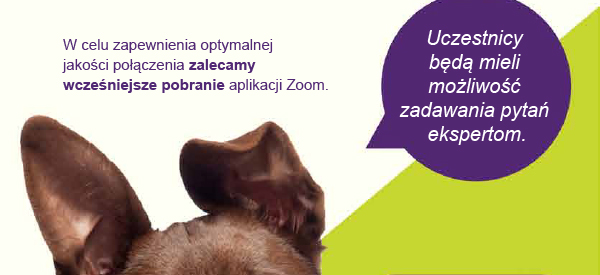 W celu zapewnienia optymalnej
jakości połączenia zalecamy
wcześniejsze pobranie aplikacji Zoom.
Uczestnicy
będą mieli
możliwość
zadawania pytań
ekspertom.